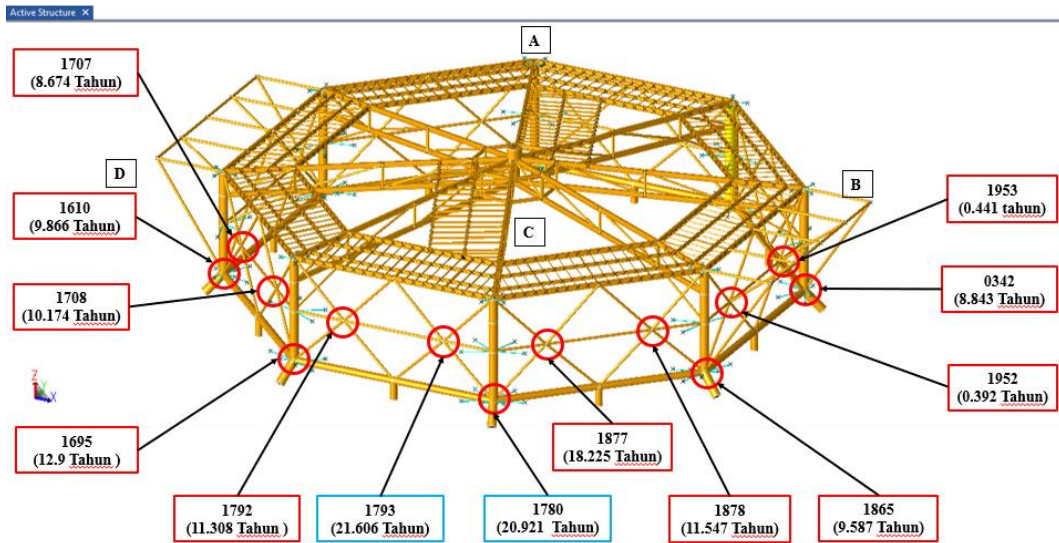 Active Structure
A
1707
(8.674 Tahun)
D
B
1953
(0.441 tahun)
1610
(9.866 Tahun)
C
0342
(8.843 Tahun)
1708
(10.174 Tahun)
1952
(0.392 Tahun)
Z
Y
X
1695
(12.9 Tahun )
1877
(18.225 Tahun)
1792
(11.308 Tahun )
1793
(21.606 Tahun)
1780
(20.921 Tahun)
1878
(11.547 Tahun)
1865
(9.587 Tahun)